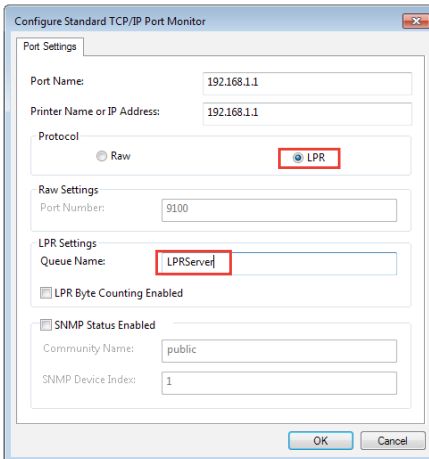 Configure Standard TCP/IP Port Monitor
Port Settings
Port Name: 192.168.1.1
Printer Name or IP Address: 192.168.1.1
Protocol
Raw LPR
Raw Settings
Port Number: 9100
LPR Settings
Queue Name: LPRServer
LPR Byte Counting Enabled
SNMP Status Enabled
Community Name: public
SNMP Device Index: 1
OK Cancel